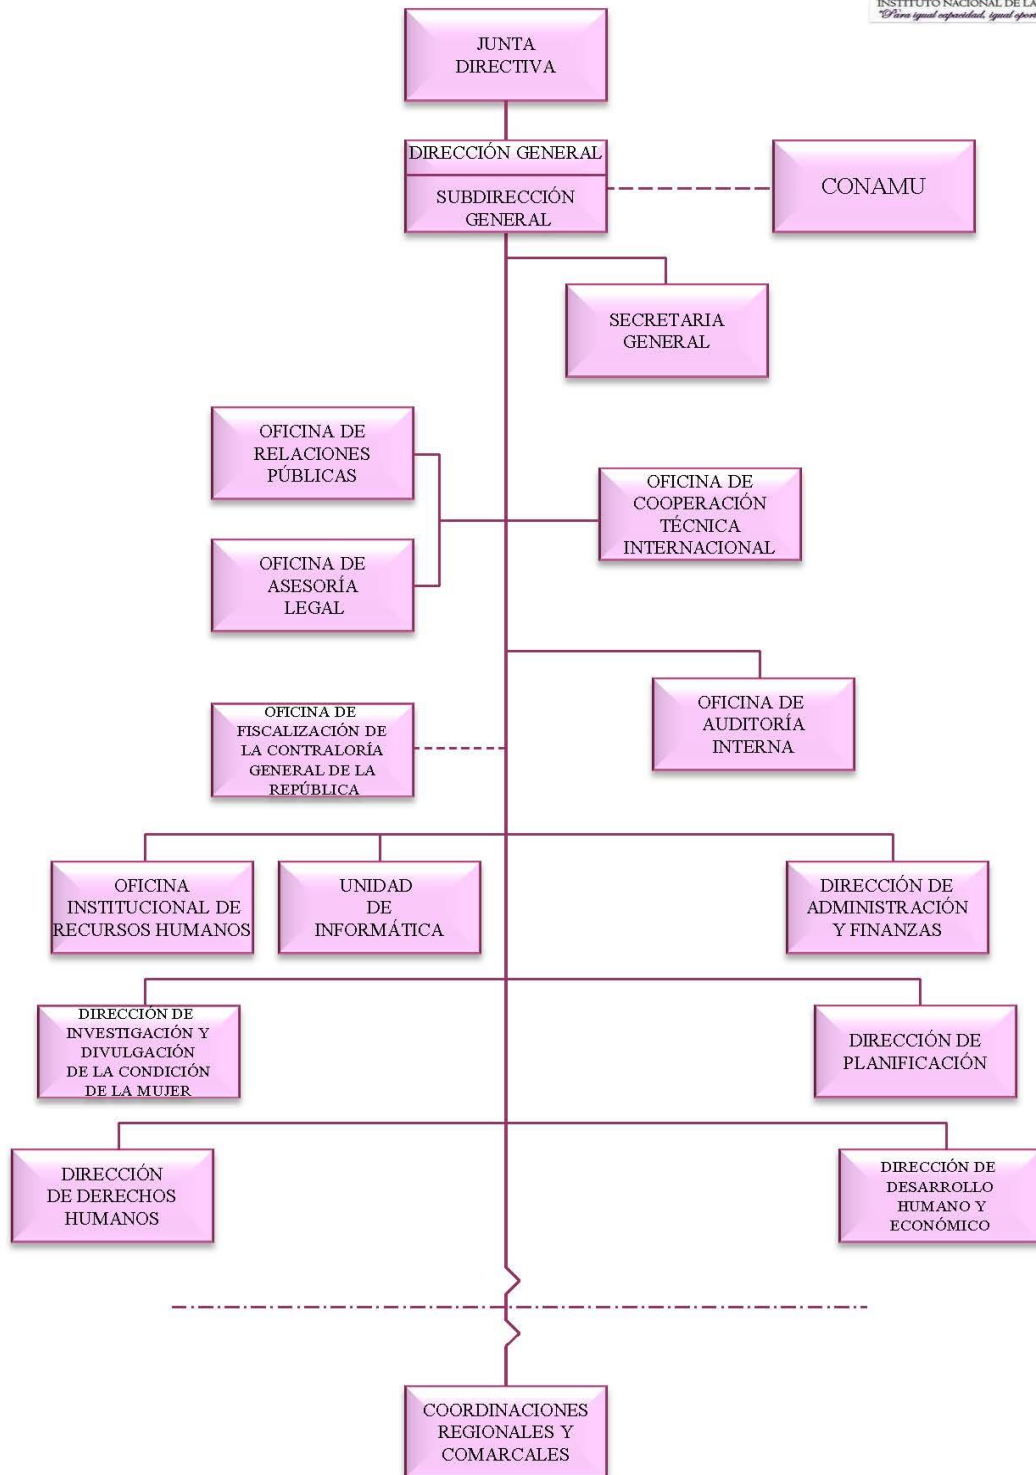 INSTITUTO NACIONAL DE LA
"Para igual capacidad, igual
JUNTA
DIRECTIVA
DIRECCIÓN GENERAL
SUBDIRECCIÓN
GENERAL
CONAMU
SECRETARIA
GENERAL
OFICINA DE
RELACIONES
PÚBLICAS
OFICINA DE
COOPERACIÓN
TÉCNICA
INTERNACIONAL
OFICINA DE
ASESORÍA
LEGAL
OFICINA DE
AUDITORÍA
INTERNA
OFICINA DE
FISCALIZACIÓN DE
LA CONTRALORÍA
GENERAL DE LA
REPÚBLICA
OFICINA
INSTITUCIONAL DE
RECURSOS HUMANOS
UNIDAD
DE
INFORMÁTICA
DIRECCIÓN DE
ADMINISTRACIÓN
Y FINANZAS
DIRECCIÓN DE
INVESTIGACIÓN Y
DIVULGACIÓN
DE LA CONDICIÓN
DE LA MUJER
DIRECCIÓN DE
PLANIFICACIÓN
DIRECCIÓN
DE DERECHOS
HUMANOS
DIRECCIÓN DE
DESARROLLO
HUMANO Y
ECONÓMICO
COORDINACIONES
REGIONALES Y
COMARCALES